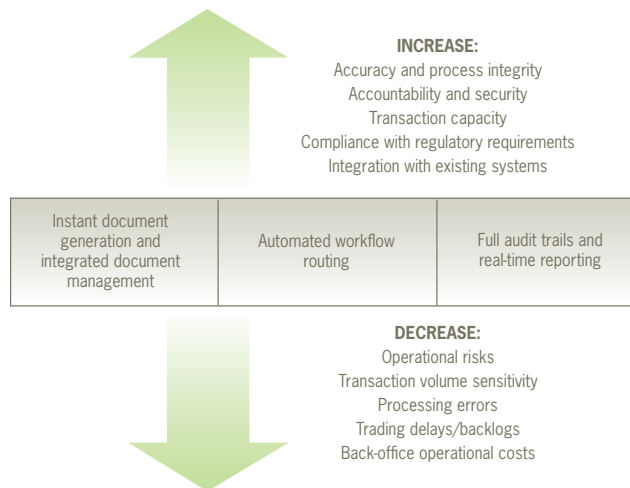 INCREASE:
Accuracy and process integrity
Accountability and security
Transaction capacity
Compliance with regulatory requirements
Integration with existing systems
Instant document
generation and
integrated document
management
Automated workflow
routing
Full audit trails and
real-time reporting
DECREASE:
Operational risks
Transaction volume sensitivity
Processing errors
Trading delays/backlogs
Back-office operational costs